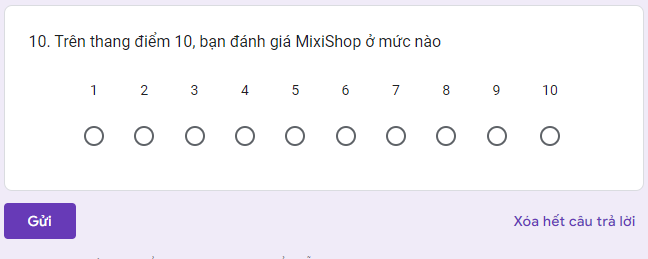 10. Trên thang điểm 10, bạn đánh giá MixiShop ở mức nào
1 2 3 4 5 6 7 8 9 10
Gửi Xóa hết câu trả lời